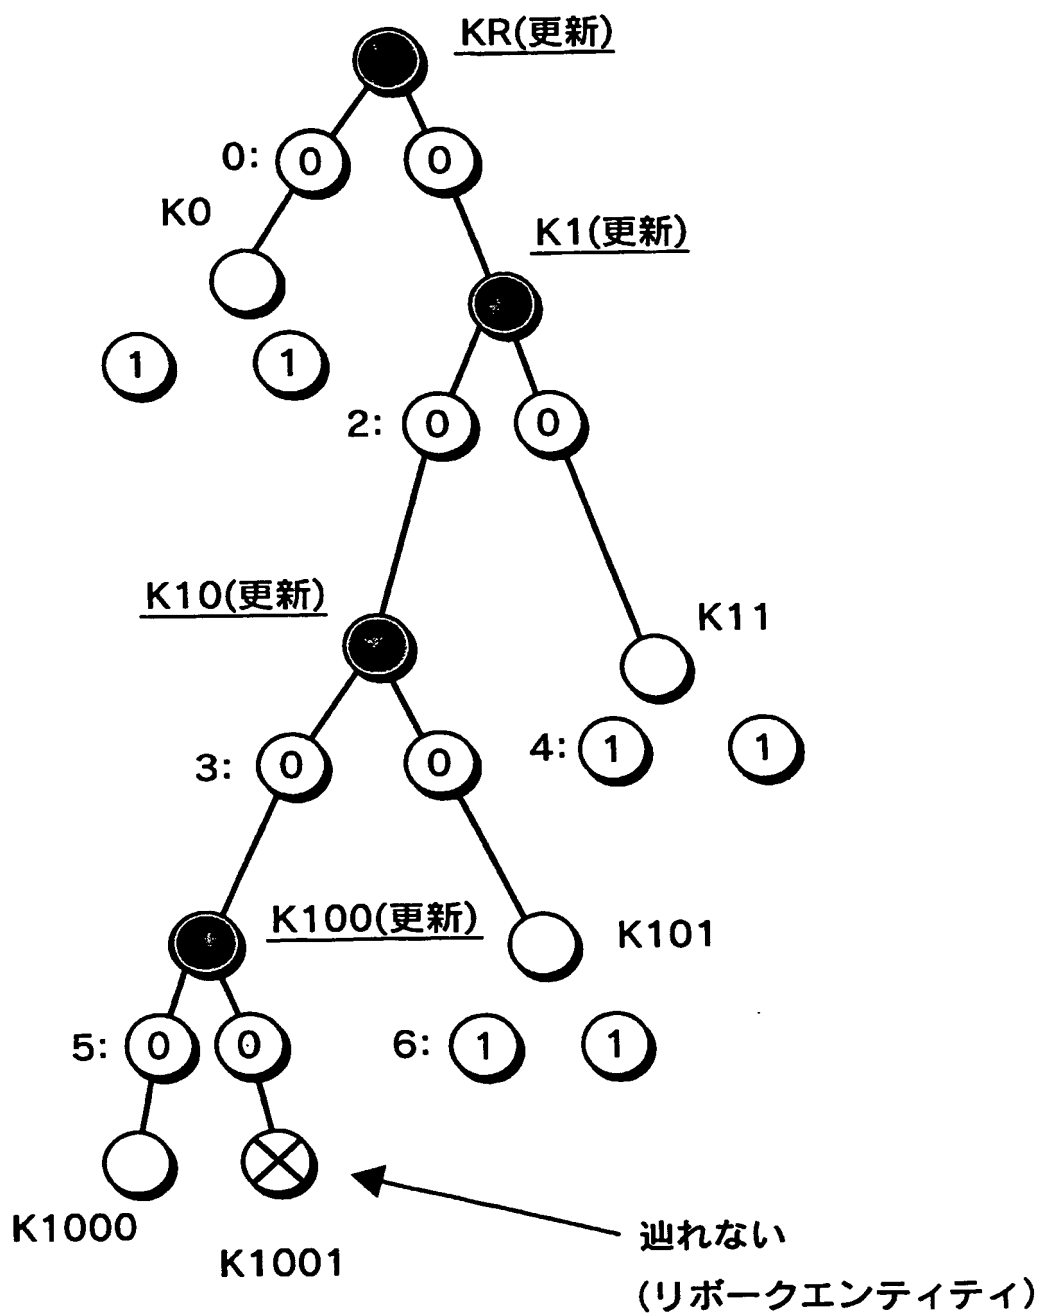 KR(更新)
0: 0 0
K0
K1(更新)
1 1
2: 0 0
K10(更新)
K11
3: 0 0
4: 1 1
K100(更新)
K101
5: 0 0
6: 1 1
K1000
K1001
辿れない
(リボークエンティティ)